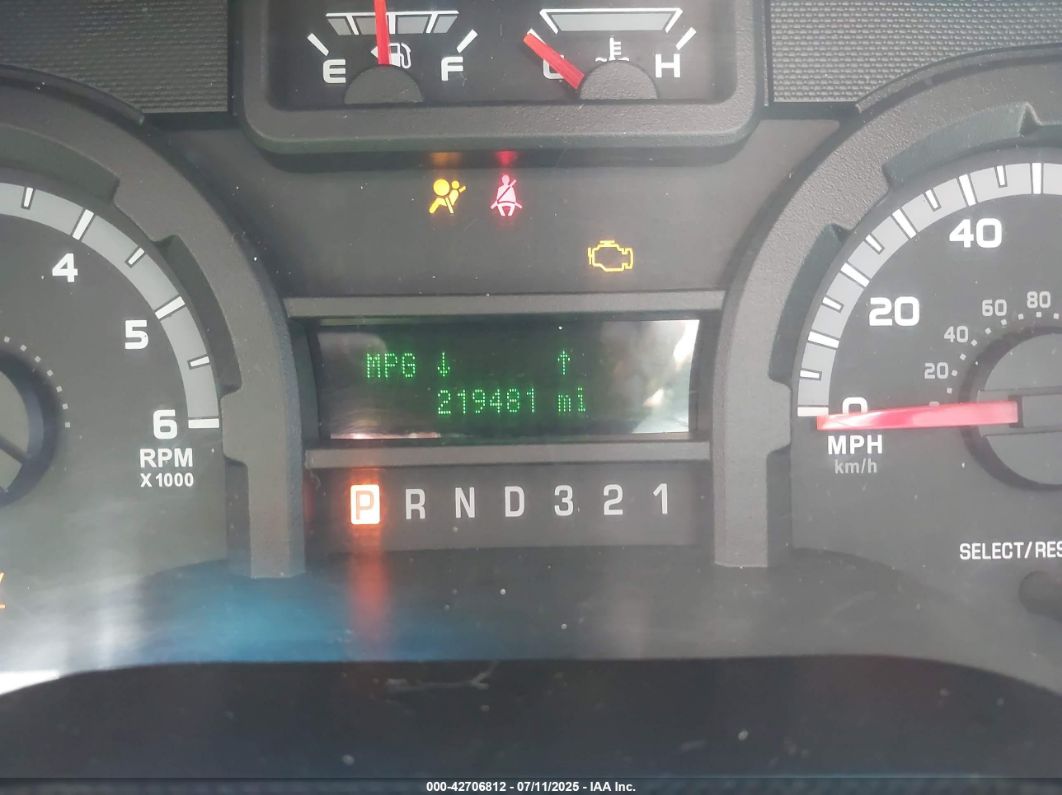 E F
H
40
4
20
60
80
5
40
20
MPG ↓ ↑
219481 mi
0
6
RPM
X 1000
MPH
km/h
P R N D 3 2 1
SELECT/RES
000-42706812 - 07/11/2025 - IAA Inc.